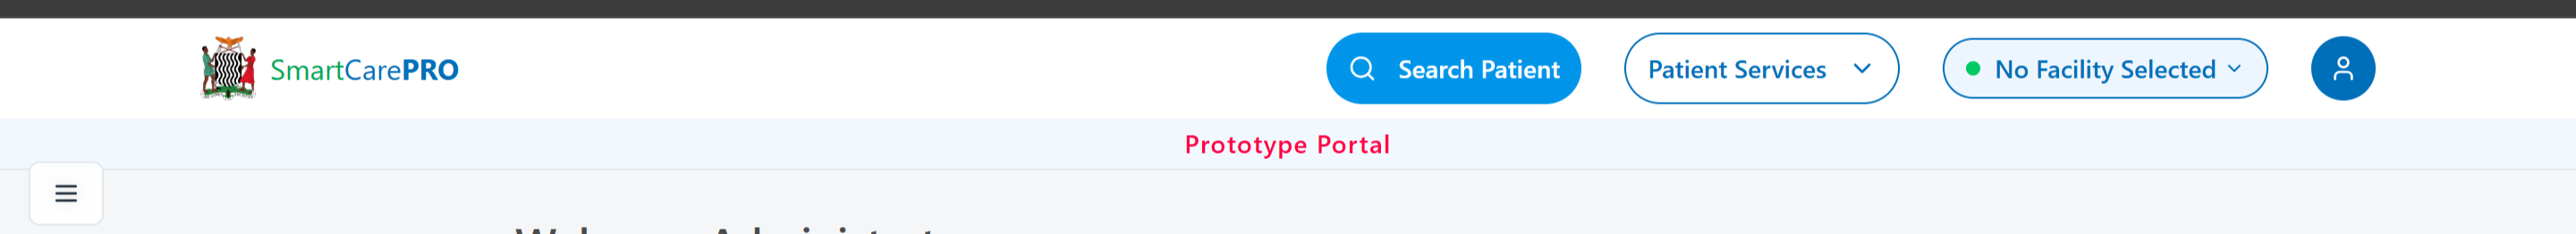 SmartCarePRO
Search Patient
Patient Services
No Facility Selected
Prototype Portal